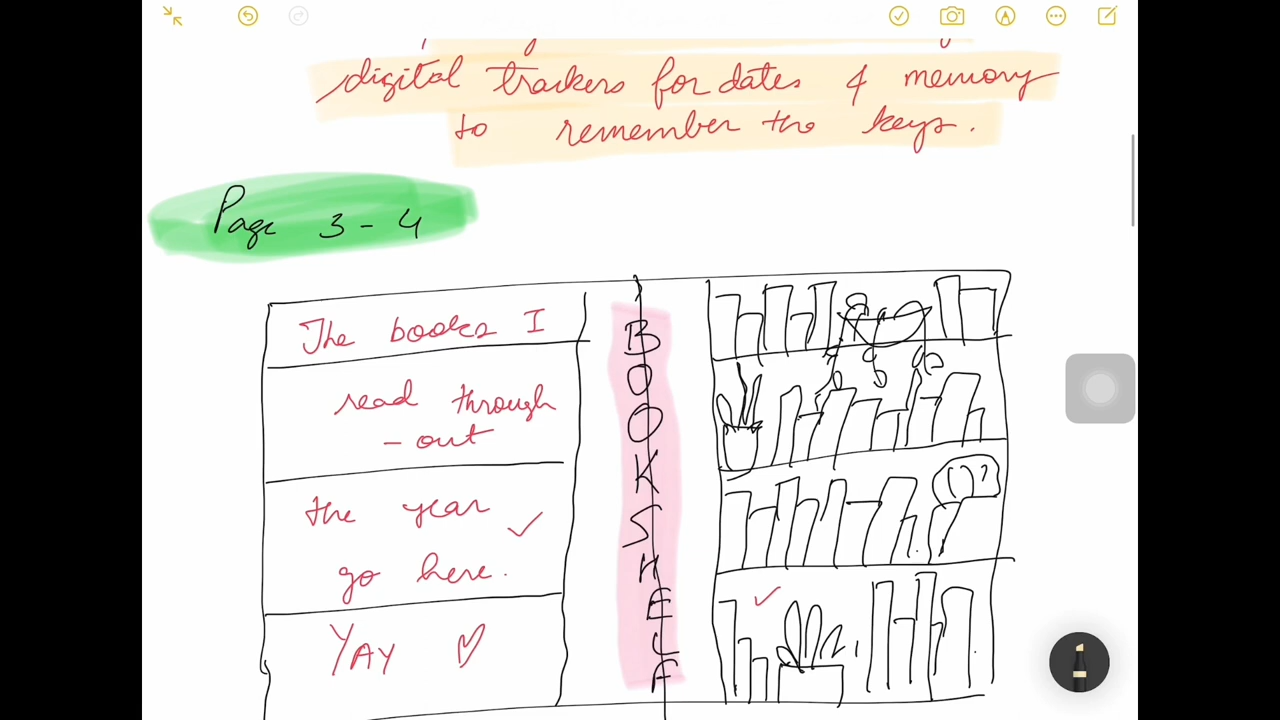 digital trackers for dates & memory
to remember the keys.
Page 3 - 4
The books I
read through
- out
the year
go here.
YAY
BOOKSHELF